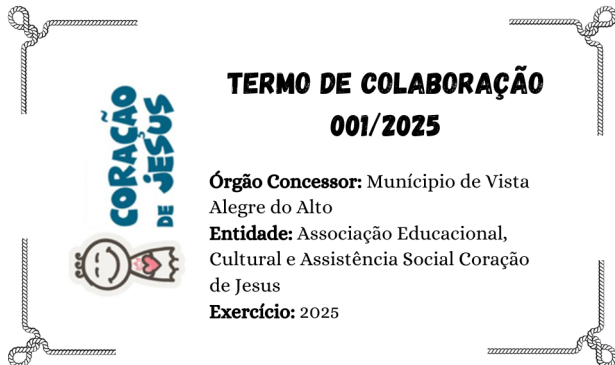 CORAÇÃO
DE JESUS
TERMO DE COLABORAÇÃO
001/2025
Órgão Concessor: Munícipio de Vista
Alegre do Alto
Entidade: Associação Educacional,
Cultural e Assistência Social Coração
de Jesus
Exercício: 2025